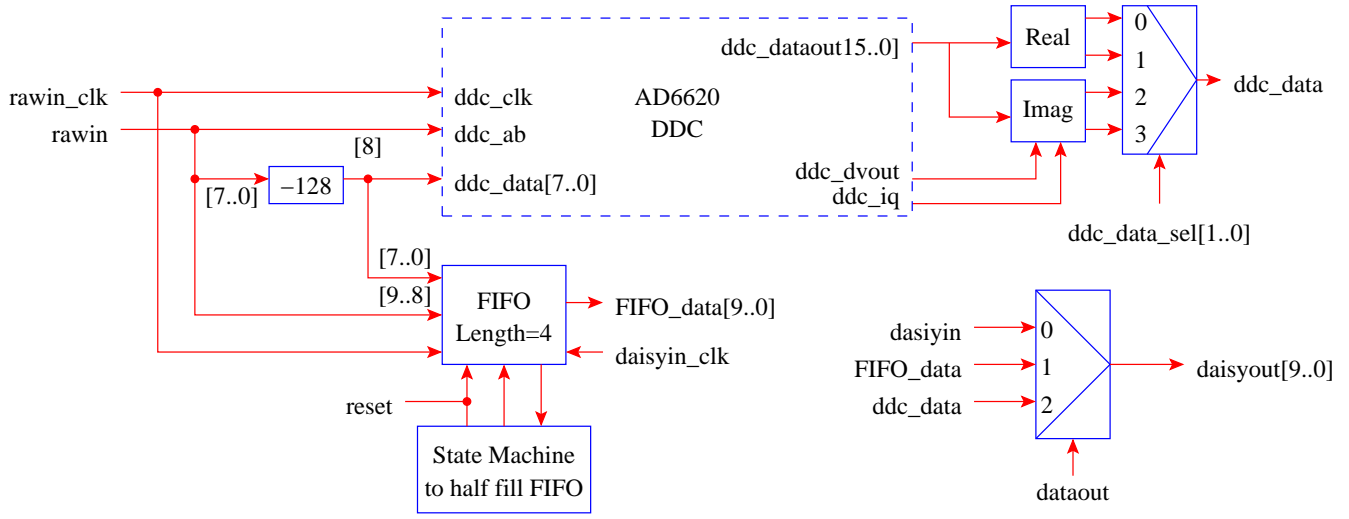 ddc_dataout15..0]
Real
0
1
2
3
ddc_data
rawin_clk
rawin
ddc_clk
ddc_ab
AD6620
DDC
Imag
[8]
[7..0]
−128
ddc_data[7..0]
ddc_dvout
ddc_iq
ddc_data_sel[1..0]
[7..0]
[9..8]
FIFO
Length=4
FIFO_data[9..0]
daisyin_clk
reset
State Machine
to half fill FIFO
dasiyin
FIFO_data
ddc_data
0
1
2
daisyout[9..0]
dataout